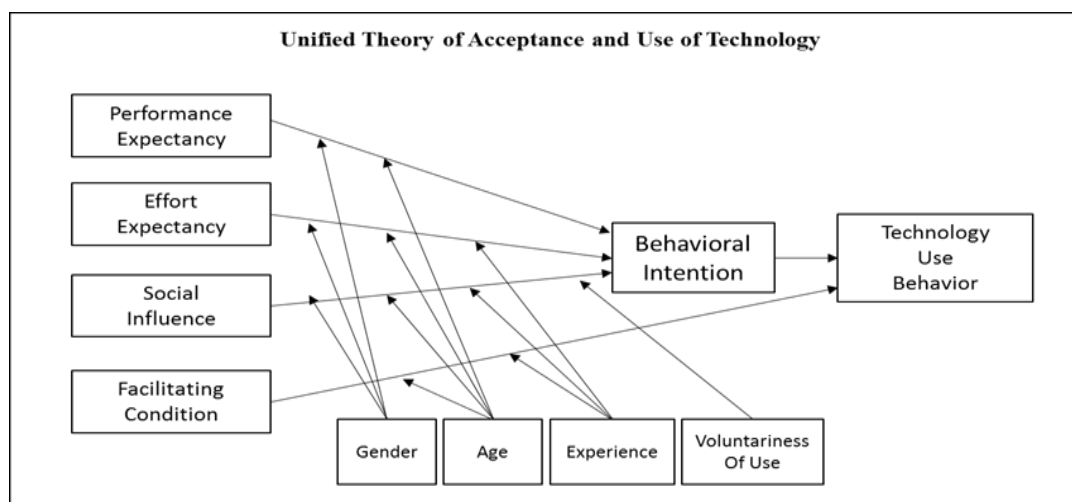 Unified Theory of Acceptance and Use of Technology
Performance
Expectancy
Effort
Expectancy
Social
Influence
Facilitating
Condition
Behavioral
Intention
Technology
Use
Behavior
Gender
Age
Experience
Voluntariness
Of Use